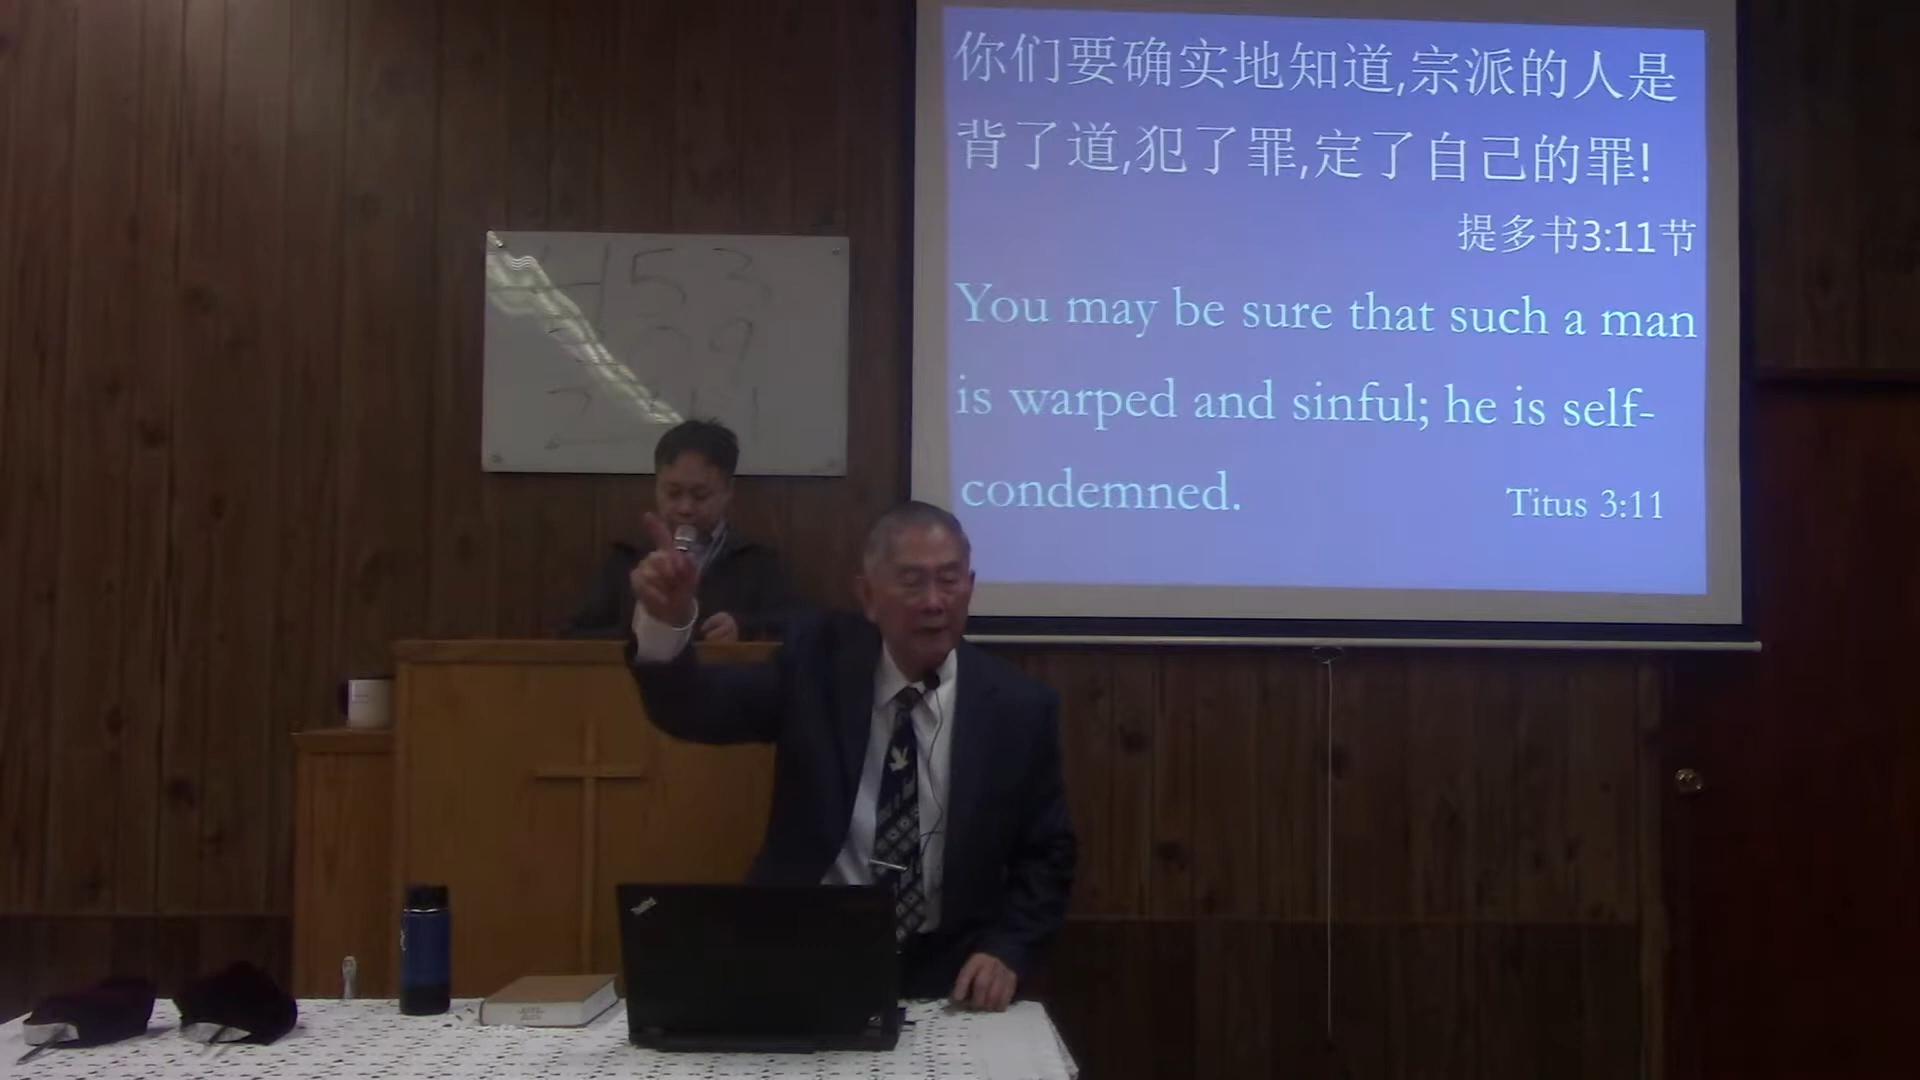 你们要确实地知道,宗派的人是
背了道,犯了罪,定了自己的罪!
提多书3:11节
You may be sure that such a man
is warped and sinful; he is self-
condemned.
Titus 3:11
453
ThinkPad